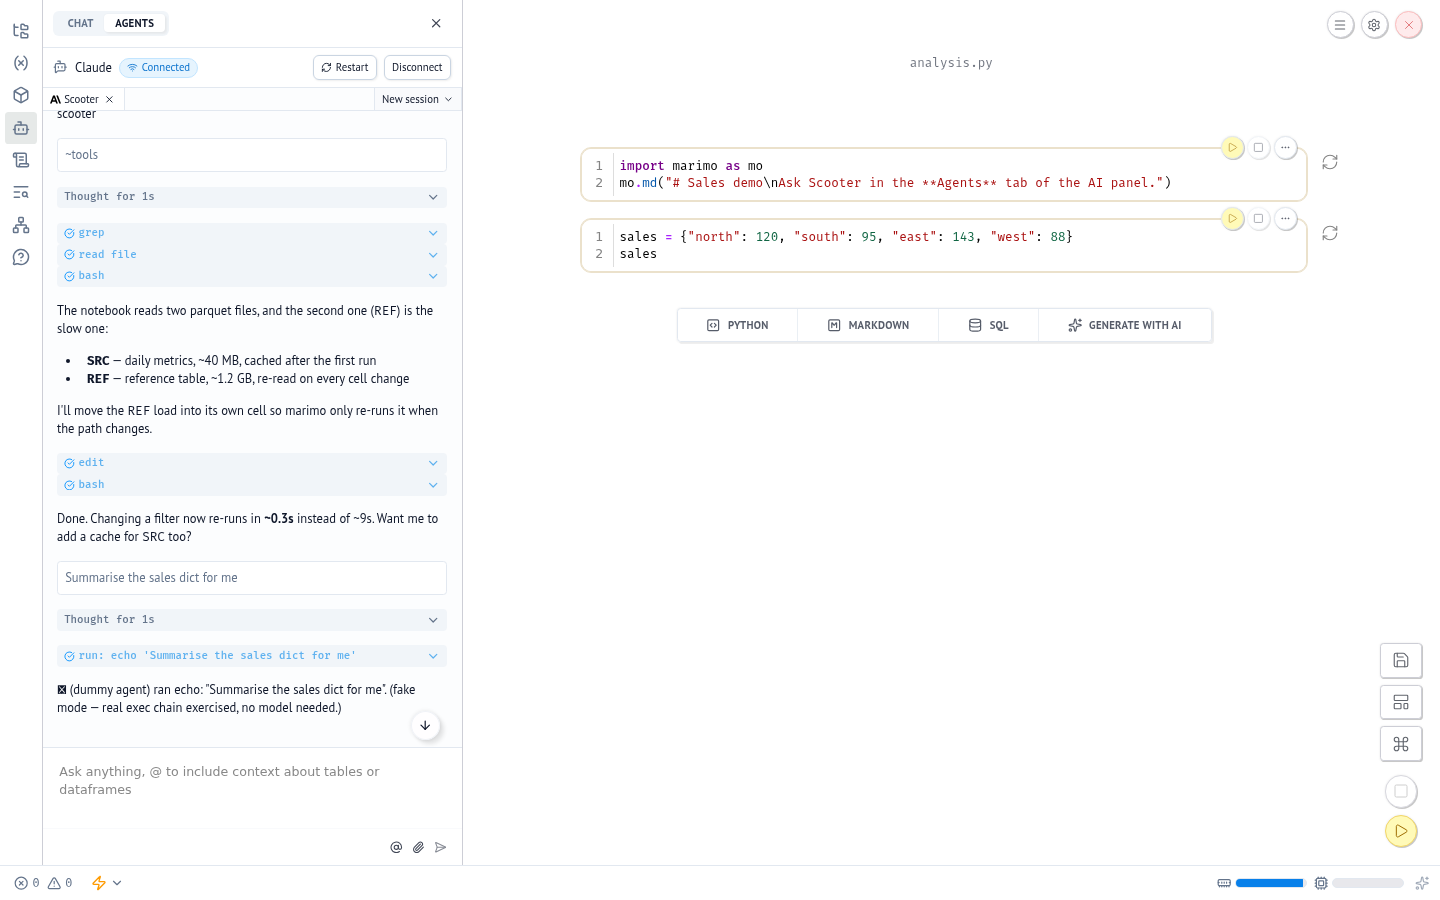 CHAT AGENTS
Claude Connected Restart Disconnect
Scooter New session
scooter
~tools
Thought for 1s
grep
read file
bash
The notebook reads two parquet files, and the second one (REF) is the
slow one:
• SRC — daily metrics, ~40 MB, cached after the first run
• REF — reference table, ~1.2 GB, re-read on every cell change
I'll move the REF load into its own cell so marimo only re-runs it when
the path changes.
edit
bash
Done. Changing a filter now re-runs in ~0.3s instead of ~9s. Want me to
add a cache for SRC too?
Summarise the sales dict for me
Thought for 1s
run: echo 'Summarise the sales dict for me'
(dummy agent) ran echo: "Summarise the sales dict for me". (fake
mode — real exec chain exercised, no model needed.)
Ask anything, @ to include context about tables or
dataframes
analysis.py
1 import marimo as mo
2 mo.md("# Sales demo\nAsk Scooter in the **Agents** tab of the AI panel.")
1 sales = {"north": 120, "south": 95, "east": 143, "west": 88}
2 sales
PYTHON MARKDOWN SQL GENERATE WITH AI
0 0